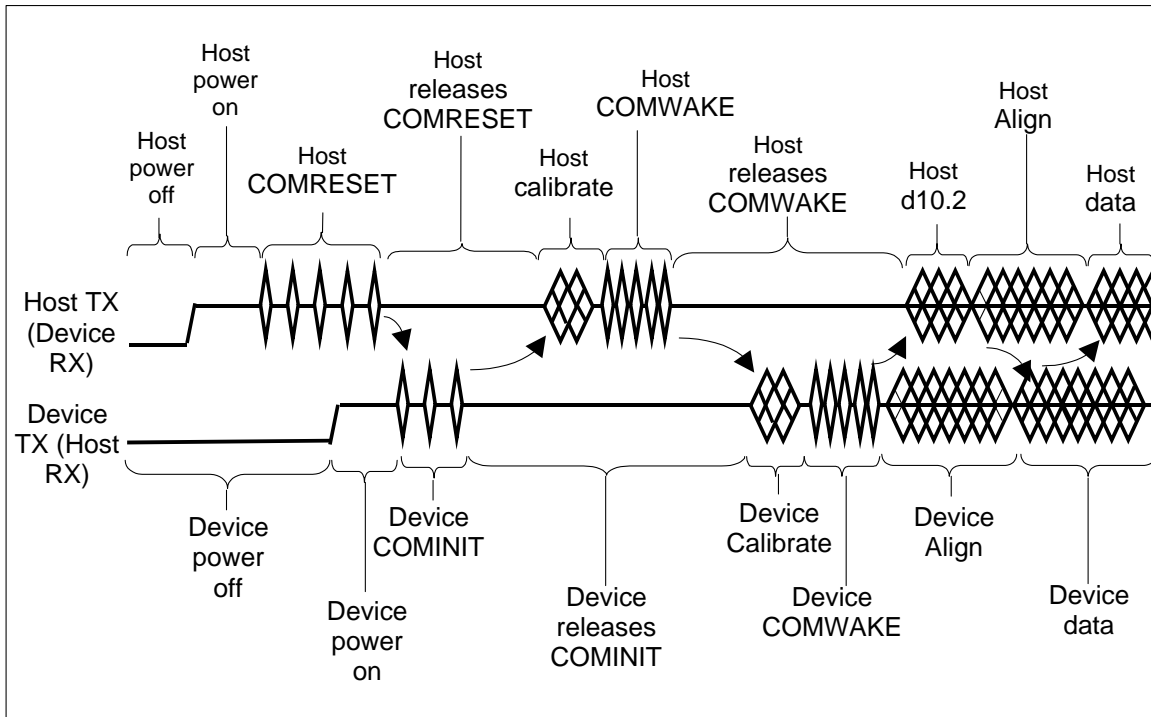 Host
power
off
Host
power
on
Host
COMRESET
Host
releases
COMRESET
Host
calibrate
Host
COMWAKE
Host
releases
COMWAKE
Host
d10.2
Host
Align
Host
data
Host TX
(Device
RX)
Device
TX (Host
RX)
Device
power
off
Device
power
on
Device
COMINIT
Device
releases
COMINIT
Device
Calibrate
Device
COMWAKE
Device
Align
Device
data